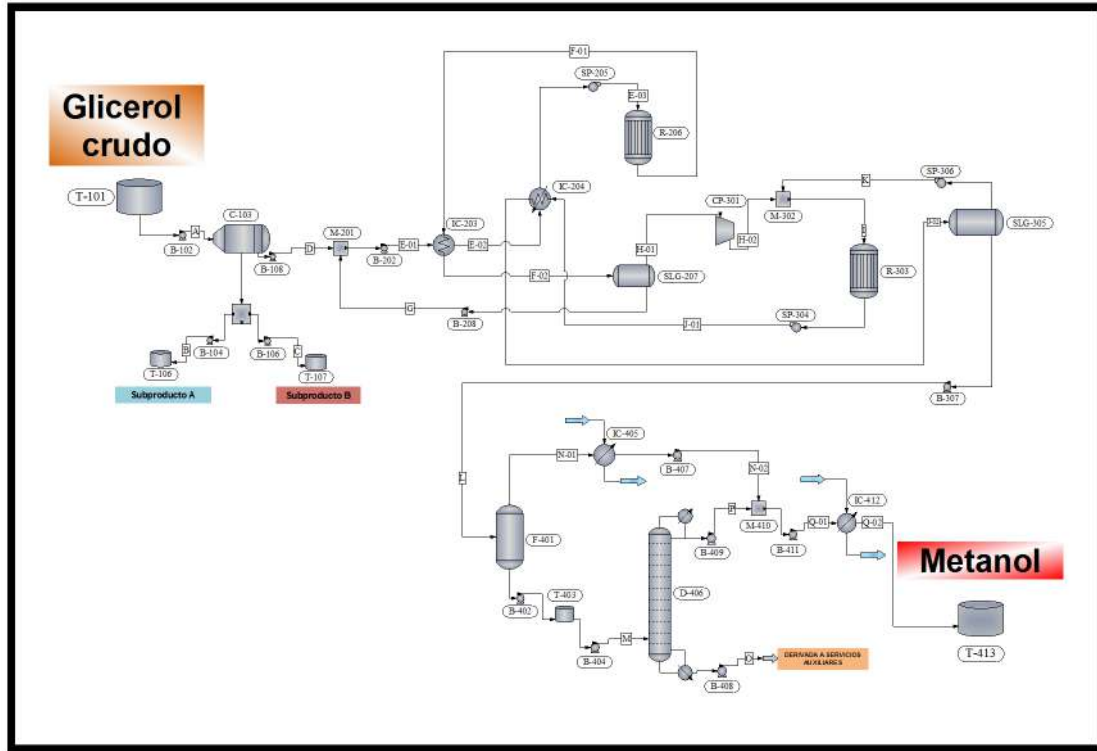 F-01
SP-205
E-03
Glicerol
crudo
R-206
SP-306
K
T-101
IC-204
CP-301
M-302
C-103
SLG-305
A
IC-203
H-01
H-02
J-02
M-201
D
E-01
E-02
B-102
B-108
B-202
R-303
F-02
SLG-207
G
B-208
J-01
SP-304
B
B-104
B-106
C
T-106
T-107
Subproducto A
Subproducto B
B-307
IC-405
N-01
B-407
N-02
IC-412
L
P
M-410
Q-01
Q-02
F-401
B-409
B-411
Metanol
T-403
D-406
B-402
M
B-404
O
DERIVADA A SERVICIOS
AUXILIARES
T-413
B-408